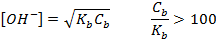 [OH⁻] = √(K_b C_b)    C_b / K_b > 100